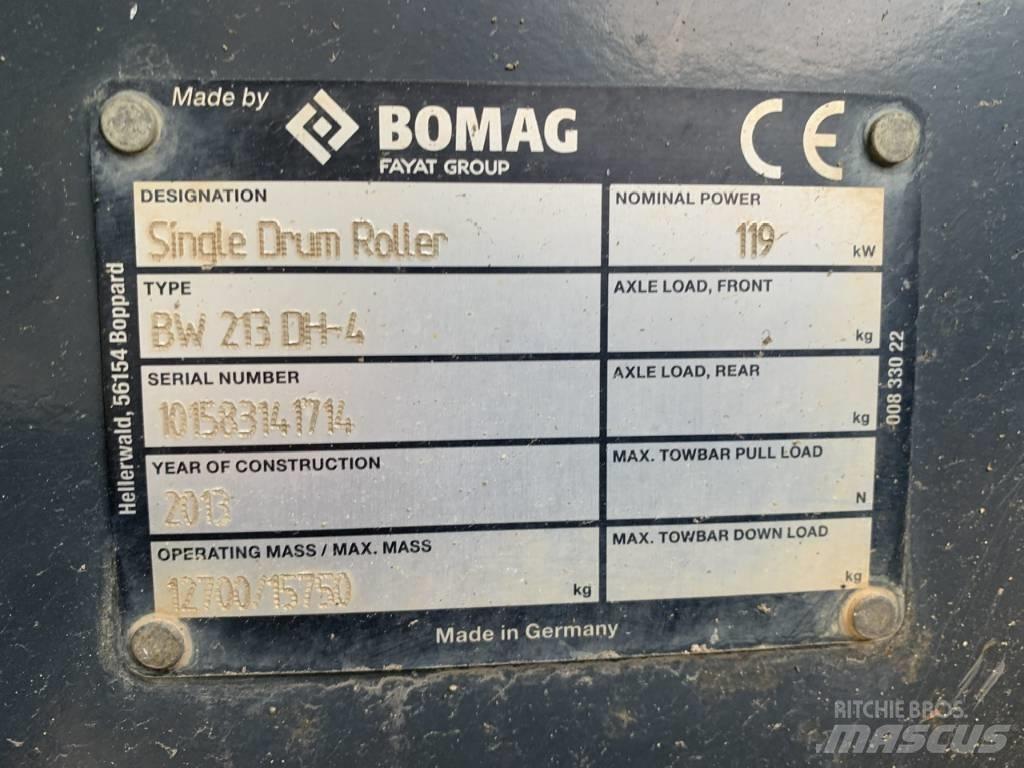 Made by
BOMAG
FAYAT GROUP
CE
DESIGNATION
Single Drum Roller
NOMINAL POWER
119 kW
TYPE
BW 213 DH-4
AXLE LOAD, FRONT
kg
SERIAL NUMBER
101583141714
AXLE LOAD, REAR
kg
YEAR OF CONSTRUCTION
2013
MAX. TOWBAR PULL LOAD
N
OPERATING MASS / MAX. MASS
12700/15750 kg
MAX. TOWBAR DOWN LOAD
kg
Hellerwald, 56154 Boppard
008 330 22
Made in Germany
RITCHIE BROS.
MASCUS